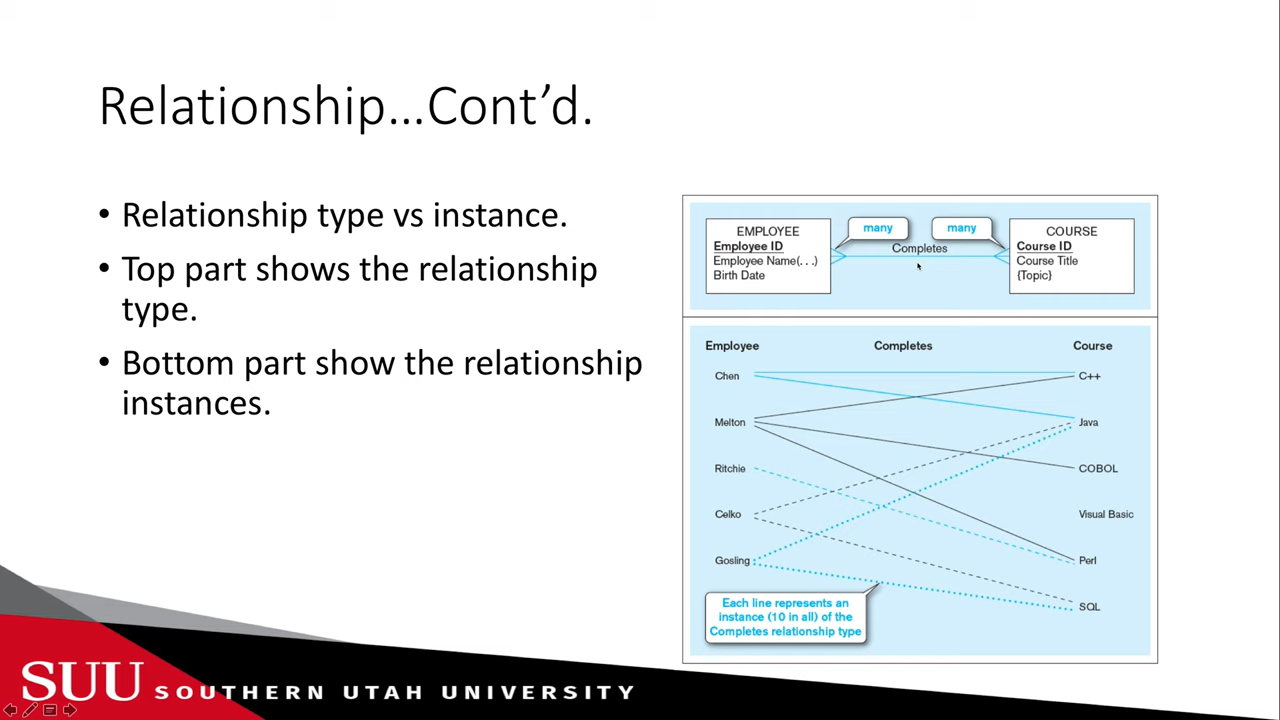 Relationship...Cont’d.
• Relationship type vs instance.
• Top part shows the relationship
type.
• Bottom part show the relationship
instances.
EMPLOYEE
Employee ID
Employee Name(. . .)
Birth Date
many
many
Completes
COURSE
Course ID
Course Title
{Topic}
Employee Completes Course
Chen C++
Melton Java
Ritchie COBOL
Celko Visual Basic
Gosling Perl
SQL
Each line represents an
instance (10 in all) of the
Completes relationship type
SUU SOUTHERN UTAH UNIVERSITY